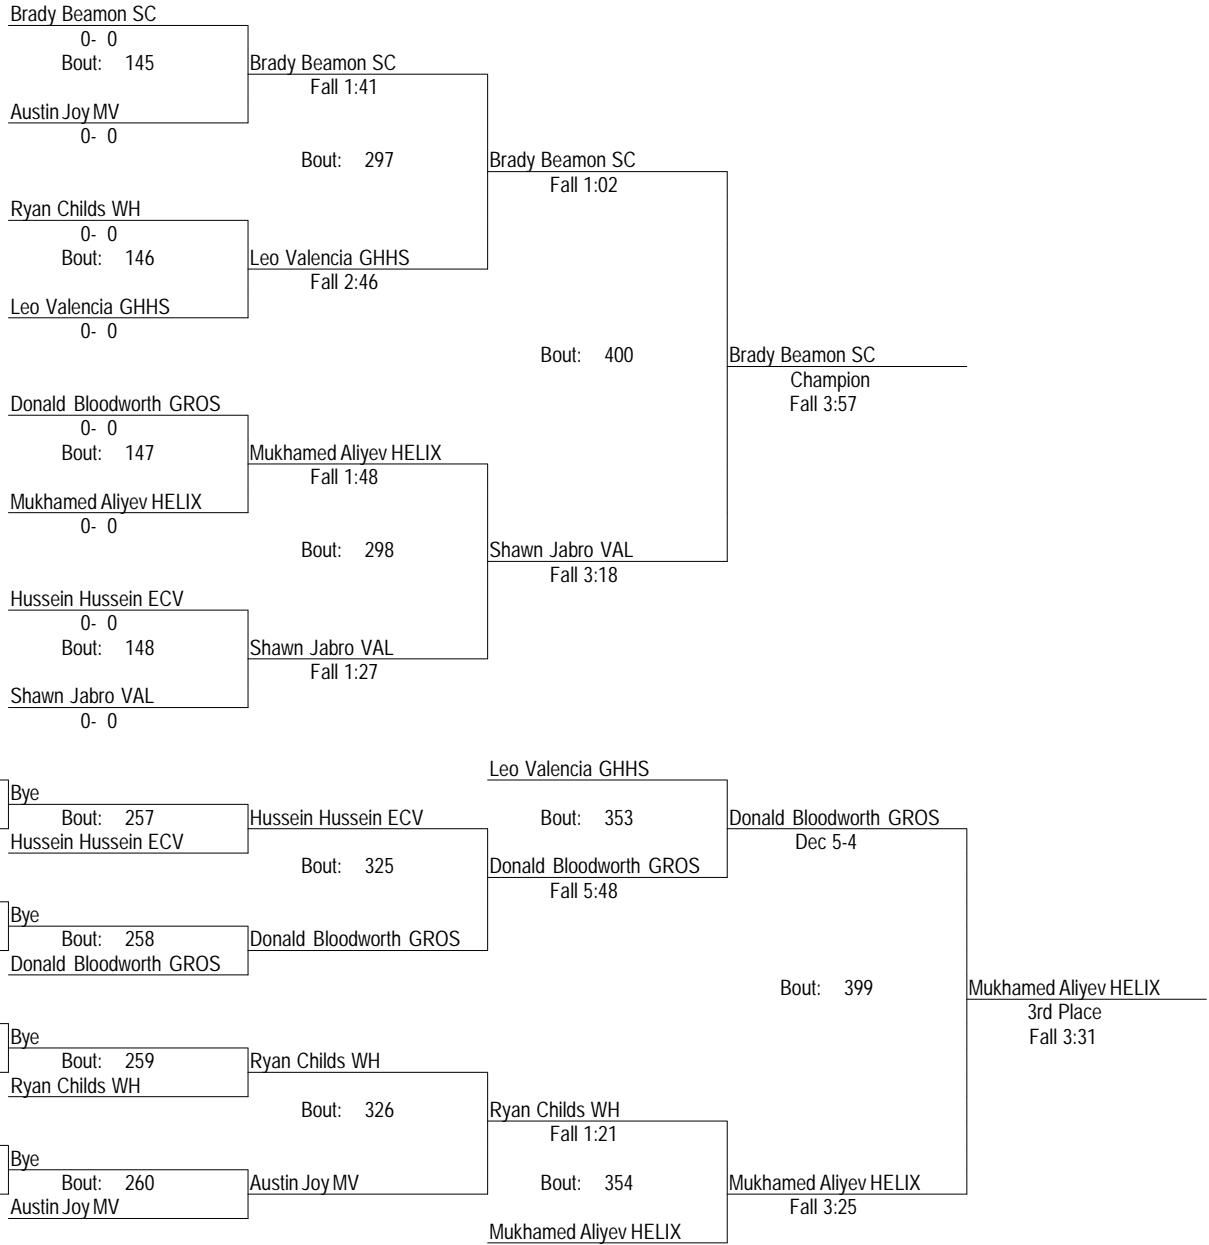 Brady Beamon SC
0- 0
Bout: 145
Brady Beamon SC
Fall 1:41
Austin Joy MV
0- 0
Bout: 297
Brady Beamon SC
Fall 1:02
Ryan Childs WH
0- 0
Bout: 146
Leo Valencia GHHS
Fall 2:46
Leo Valencia GHHS
0- 0
Bout: 400
Brady Beamon SC
Champion
Fall 3:57
Donald Bloodworth GROS
0- 0
Bout: 147
Mukhamed Aliyev HELIX
Fall 1:48
Mukhamed Aliyev HELIX
0- 0
Bout: 298
Shawn Jabro VAL
Fall 3:18
Hussein Hussein ECV
0- 0
Bout: 148
Shawn Jabro VAL
Fall 1:27
Shawn Jabro VAL
0- 0
Leo Valencia GHHS
Bye
Bout: 257
Hussein Hussein ECV
Bout: 353
Donald Bloodworth GROS
Dec 5-4
Hussein Hussein ECV
Bout: 325
Donald Bloodworth GROS
Fall 5:48
Bye
Bout: 258
Donald Bloodworth GROS
Donald Bloodworth GROS
Bout: 399
Mukhamed Aliyev HELIX
3rd Place
Fall 3:31
Bye
Bout: 259
Ryan Childs WH
Ryan Childs WH
Bout: 326
Ryan Childs WH
Fall 1:21
Bye
Bout: 260
Austin Joy MV
Bout: 354
Mukhamed Aliyev HELIX
Fall 3:25
Austin Joy MV
Mukhamed Aliyev HELIX